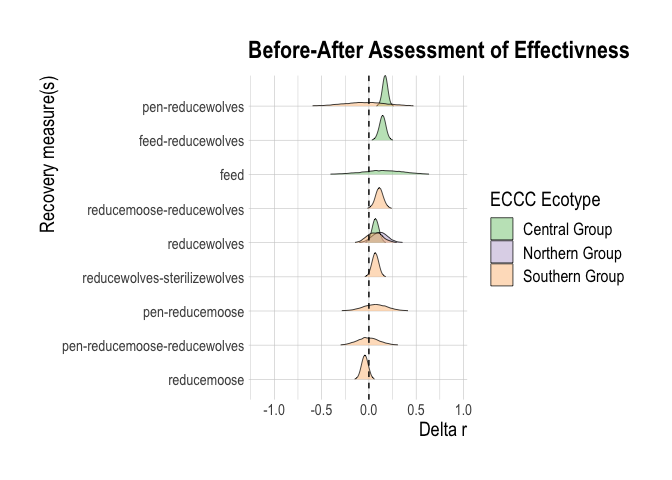 Before-After Assessment of Effectivness
Recovery measure(s)
pen-reducewolves
feed-reducewolves
feed
reducemoose-reducewolves
reducewolves
reducewolves-sterilizewolves
pen-reducemoose
pen-reducemoose-reducewolves
reducemoose
-1.0 -0.5 0.0 0.5 1.0
Delta r
ECCC Ecotype
Central Group
Northern Group
Southern Group